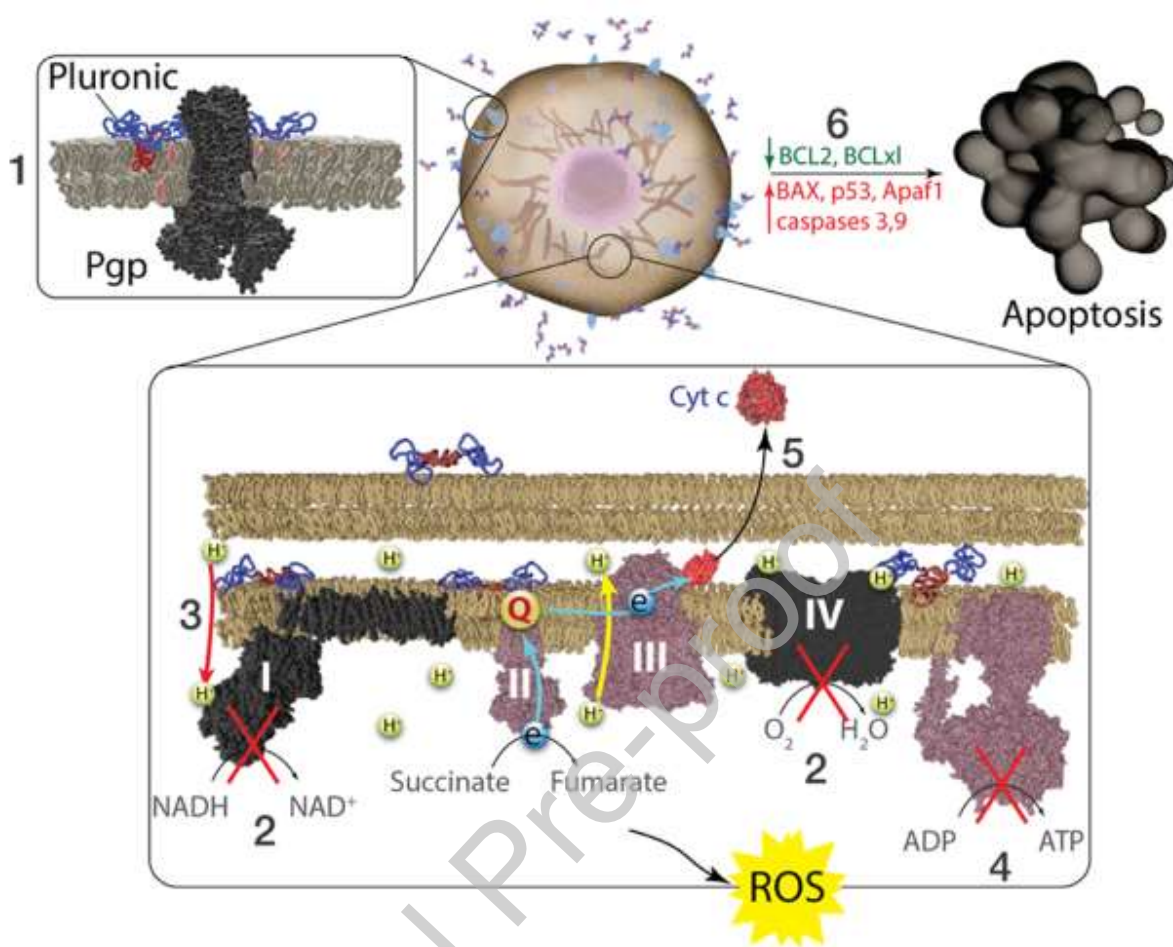 Pluronic
1
Pgp
6
BCL2, BCLxl
BAX, p53, Apaf1
caspases 3,9
Apoptosis
Cyt c
5
H⁺
H⁺
H⁺
H⁺
H⁺
H⁺
3
Q
e
IV
I
II
III
H⁺
H⁺
H⁺
H⁺
H⁺
H⁺
e
O₂
H₂O
2
Succinate
Fumarate
NADH
NAD⁺
2
ADP
ATP
4
ROS
l Pre-proof